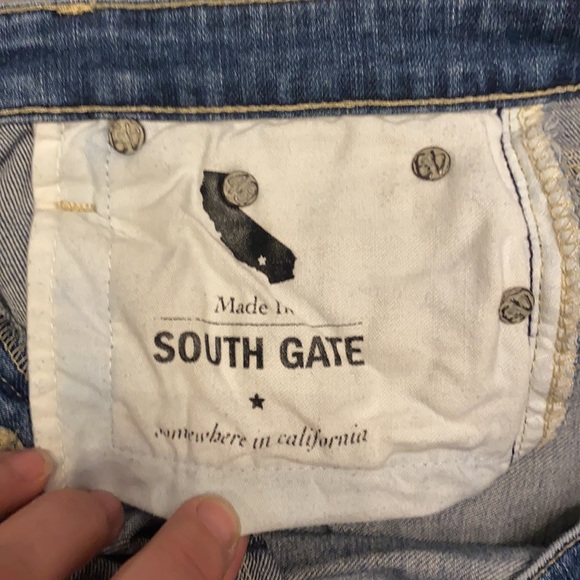 Made In
SOUTH GATE
somewhere in california